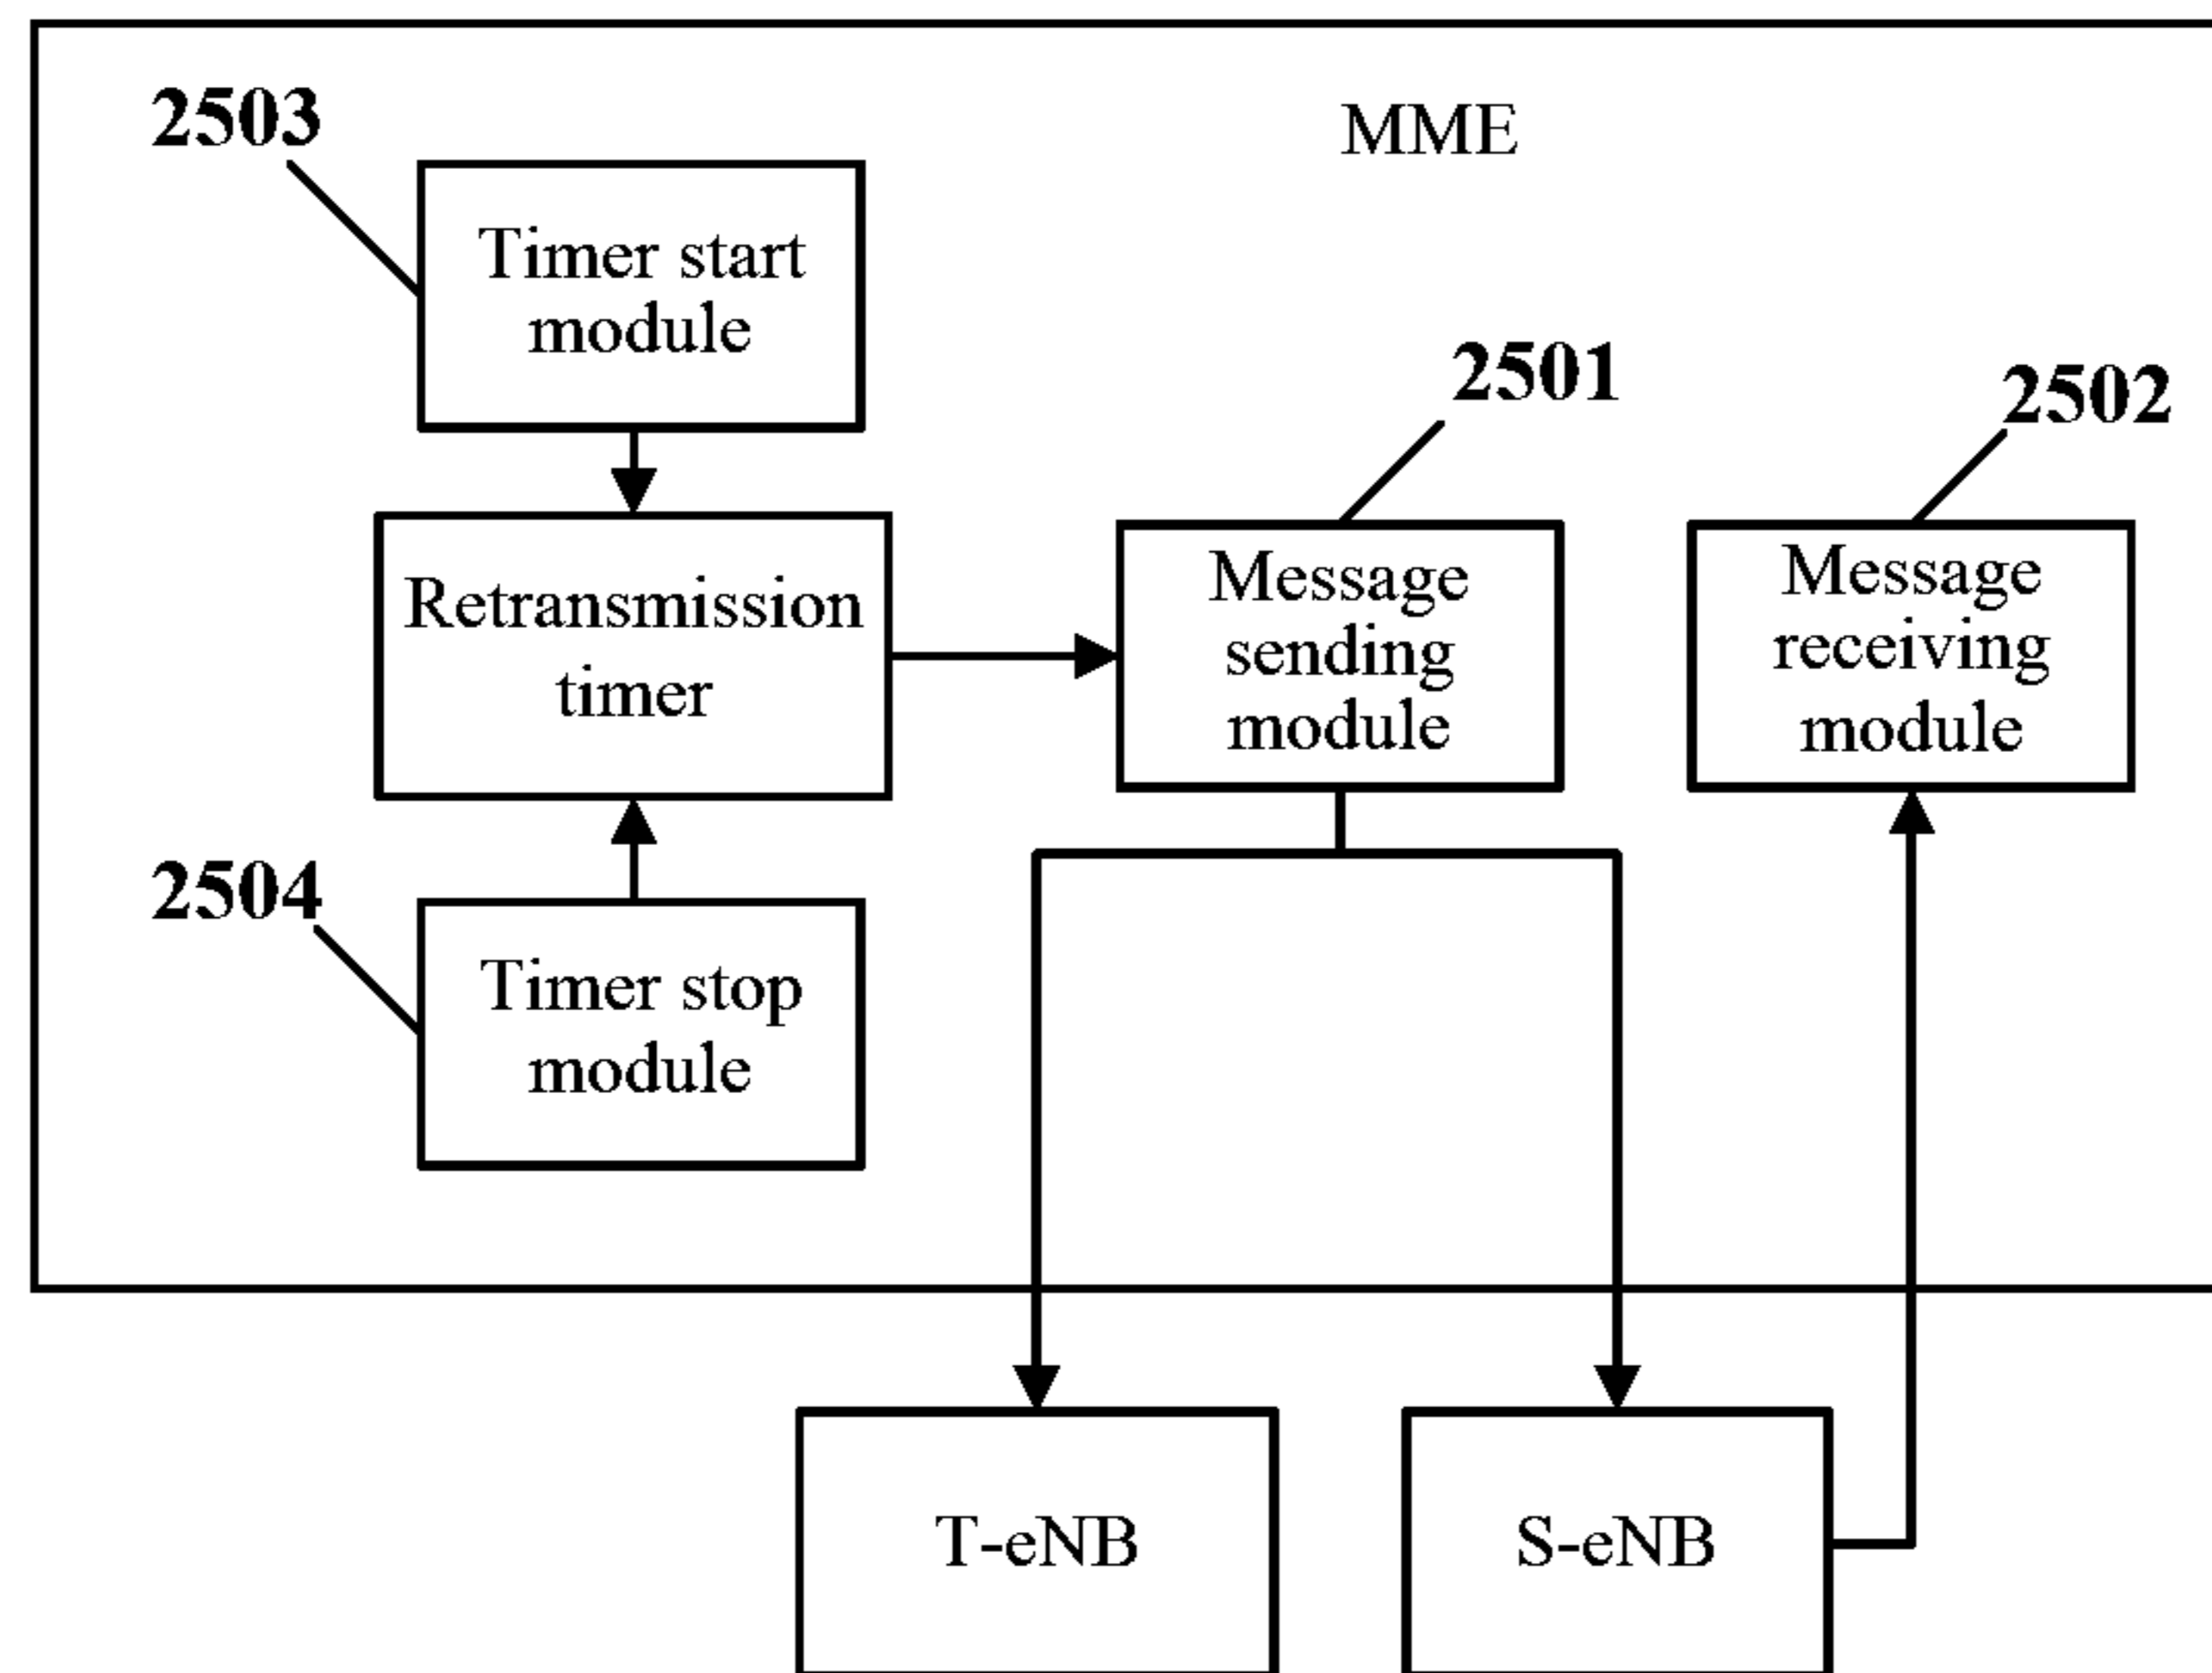 2503
MME
Timer start
module
2501
2502
Retransmission
timer
Message
sending
module
Message
receiving
module
2504
Timer stop
module
T-eNB
S-eNB